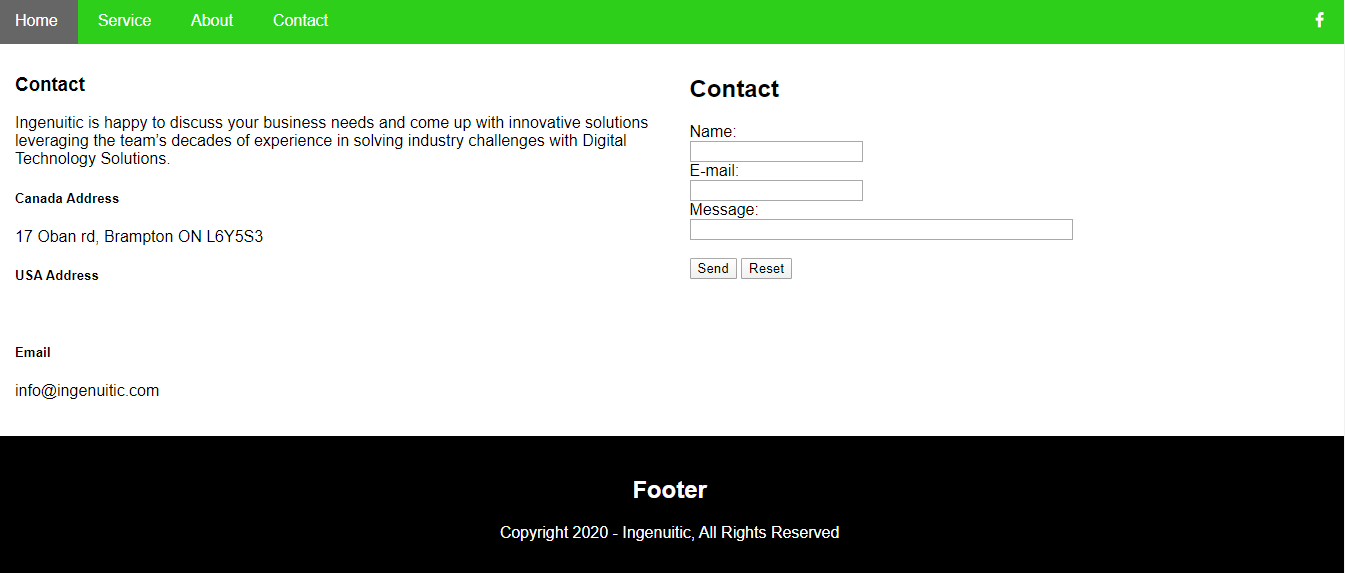 Home Service About Contact f
Contact
Ingenuitic is happy to discuss your business needs and come up with innovative solutions
leveraging the team's decades of experience in solving industry challenges with Digital
Technology Solutions.
Canada Address
17 Oban rd, Brampton ON L6Y5S3
USA Address
Email
info@ingenuitic.com
Contact
Name:
E-mail:
Message:
Send Reset
Footer
Copyright 2020 - Ingenuitic, All Rights Reserved